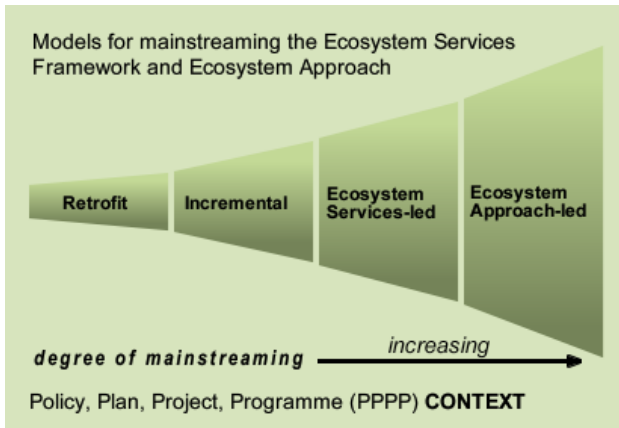 Models for mainstreaming the Ecosystem Services
Framework and Ecosystem Approach
Retrofit
Incremental
Ecosystem
Services-led
Ecosystem
Approach-led
increasing
degree of mainstreaming
Policy, Plan, Project, Programme (PPPP) CONTEXT